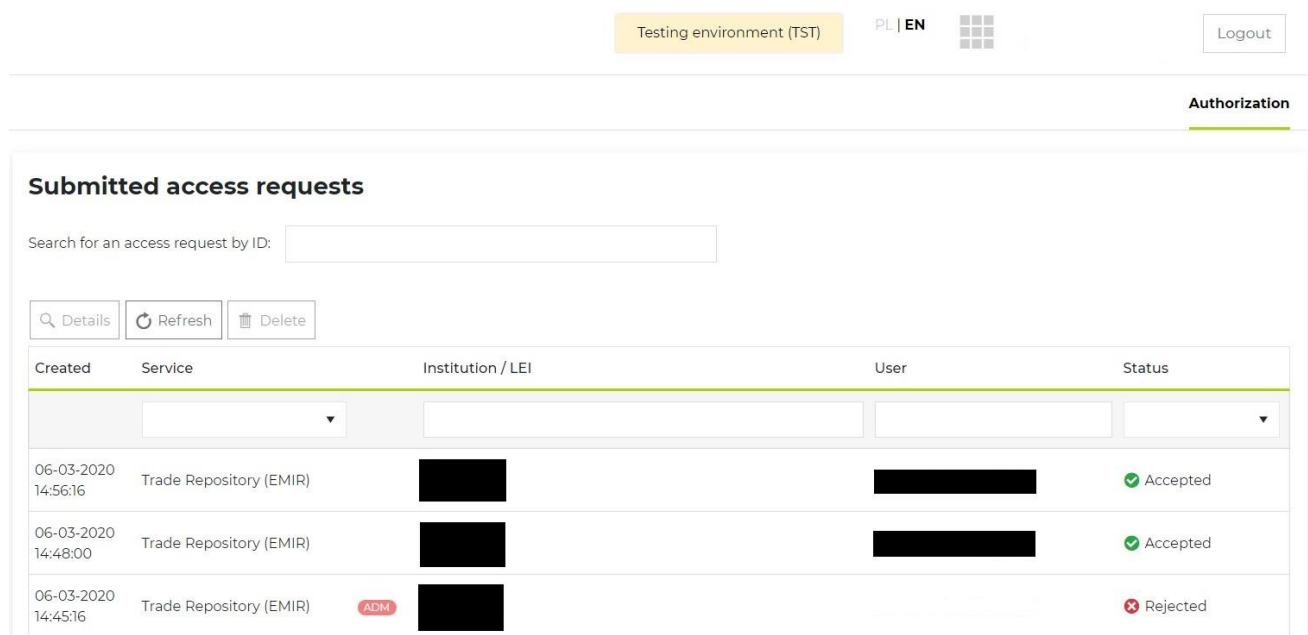 Testing environment (TST) PL | EN Logout
Authorization
Submitted access requests
Search for an access request by ID:
Details Refresh Delete
Created Service Institution / LEI User Status
06-03-2020
14:56:16 Trade Repository (EMIR) Accepted
06-03-2020
14:48:00 Trade Repository (EMIR) Accepted
06-03-2020
14:45:16 Trade Repository (EMIR) ADM Rejected